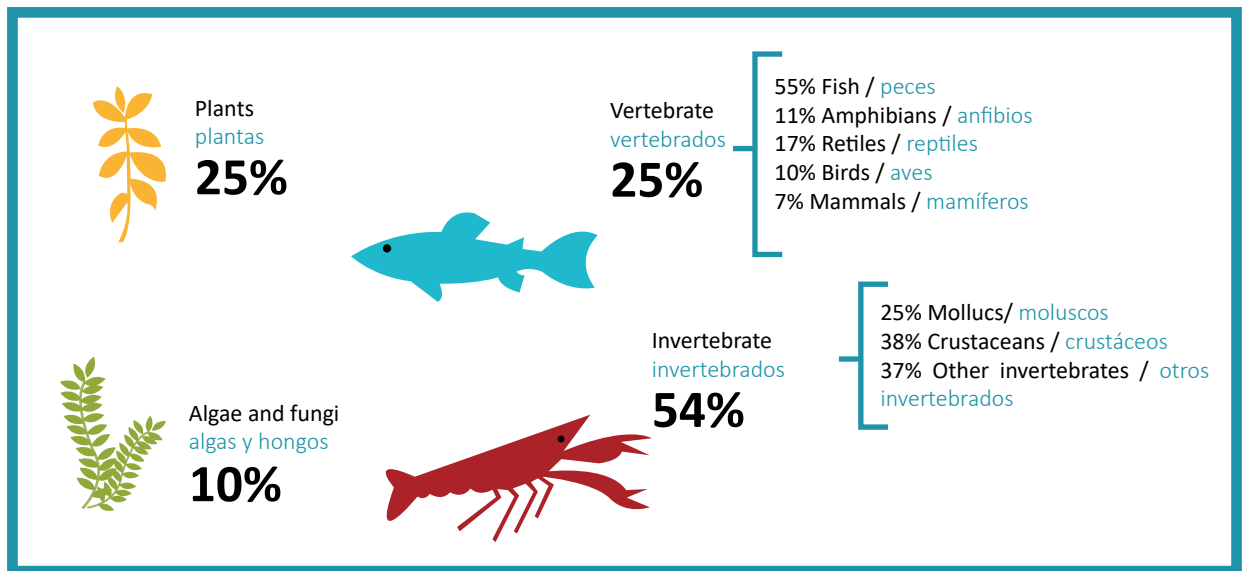 Plants
plantas
25%
Vertebrate
vertebrados
25%
55% Fish / peces
11% Amphibians / anfibios
17% Retiles / reptiles
10% Birds / aves
7% Mammals / mamíferos
Algae and fungi
algas y hongos
10%
Invertebrate
invertebrados
54%
25% Mollucs/ moluscos
38% Crustaceans / crustáceos
37% Other invertebrates / otros
invertebrados